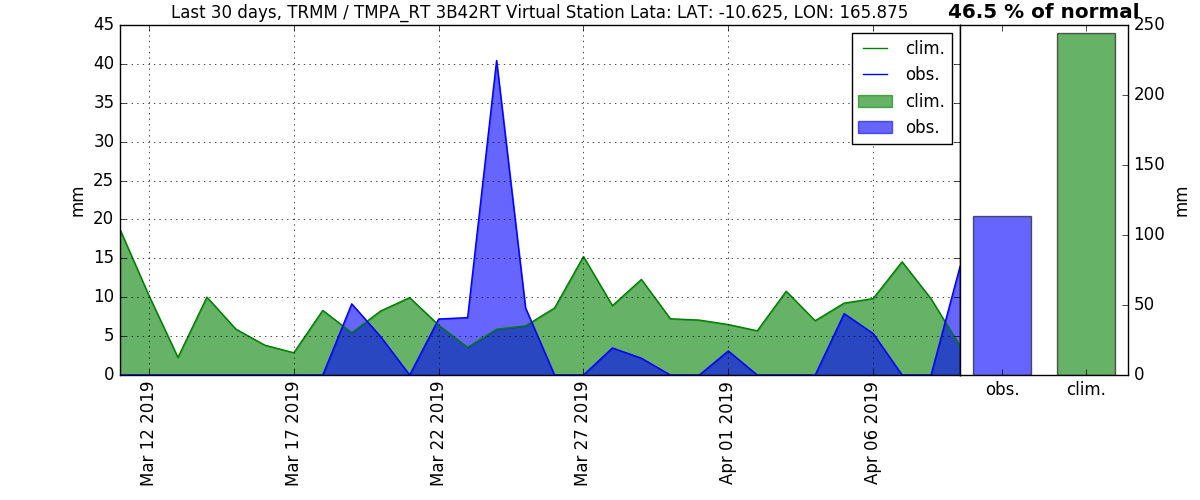 Last 30 days, TRMM / TMPA_RT 3B42RT Virtual Station Lata: LAT: -10.625, LON: 165.875
46.5 % of normal
45
40
35
30
25
20
15
10
5
0
mm
clim.
obs.
clim.
obs.
Mar 12 2019
Mar 17 2019
Mar 22 2019
Mar 27 2019
Apr 01 2019
Apr 06 2019
250
200
150
100
50
0
mm
obs.
clim.